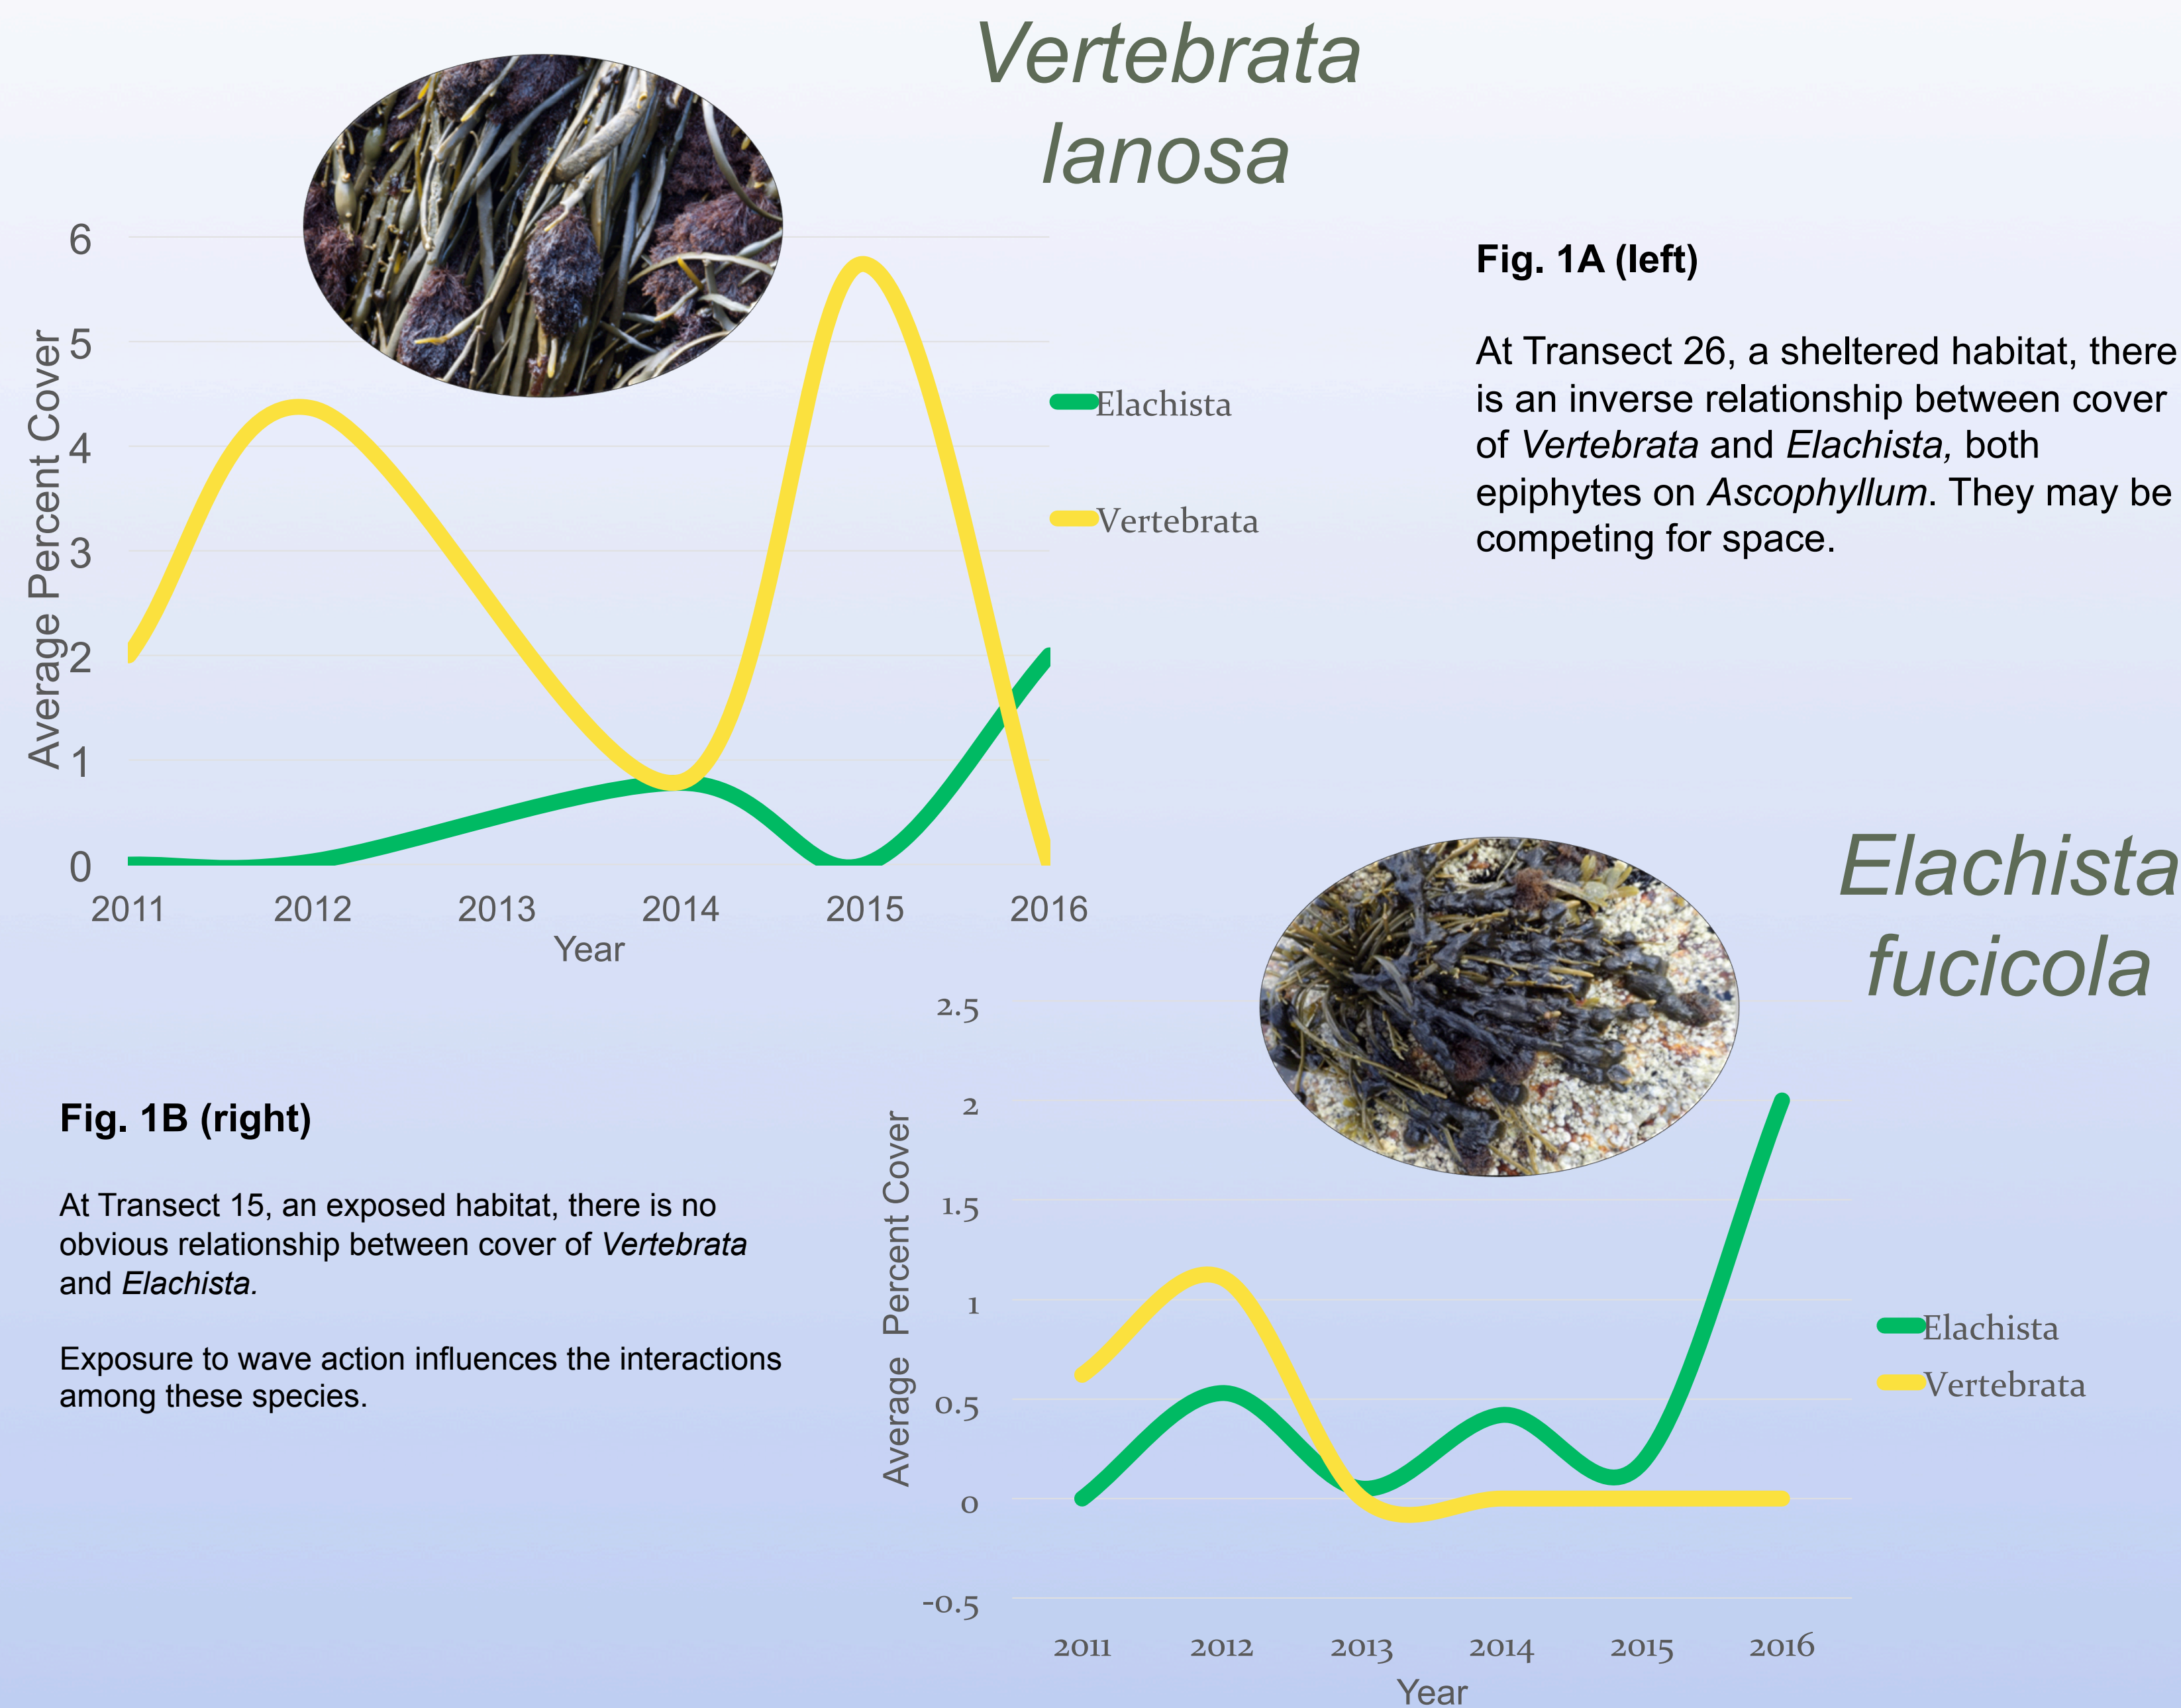 Vertebrata
lanosa
6
5
4
3
2
1
0
Average Percent Cover
2011 2012 2013 2014 2015 2016
Year
Elachista
Vertebrata
Fig. 1A (left)
At Transect 26, a sheltered habitat, there
is an inverse relationship between cover
of Vertebrata and Elachista, both
epiphytes on Ascophyllum. They may be
competing for space.
Elachista
fucicola
Fig. 1B (right)
At Transect 15, an exposed habitat, there is no
obvious relationship between cover of Vertebrata
and Elachista.
Exposure to wave action influences the interactions
among these species.
2.5
2
1.5
1
0.5
0
-0.5
Average Percent Cover
2011 2012 2013 2014 2015 2016
Year
Elachista
Vertebrata